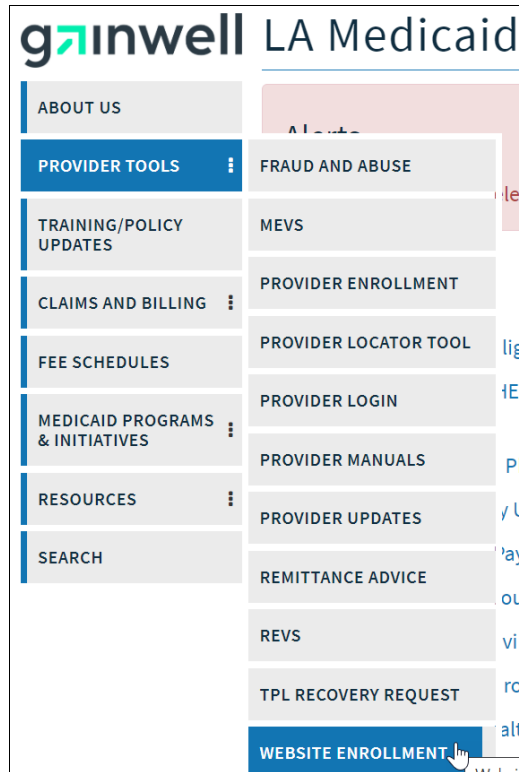 gainwell LA Medicaid
ABOUT US
Alerts
PROVIDER TOOLS
TRAINING/POLICY
UPDATES
CLAIMS AND BILLING
FEE SCHEDULES
MEDICAID PROGRAMS
& INITIATIVES
RESOURCES
SEARCH
FRAUD AND ABUSE
MEVS
PROVIDER ENROLLMENT
PROVIDER LOCATOR TOOL
PROVIDER LOGIN
PROVIDER MANUALS
PROVIDER UPDATES
REMITTANCE ADVICE
REVS
TPL RECOVERY REQUEST
WEBSITE ENROLLMENT